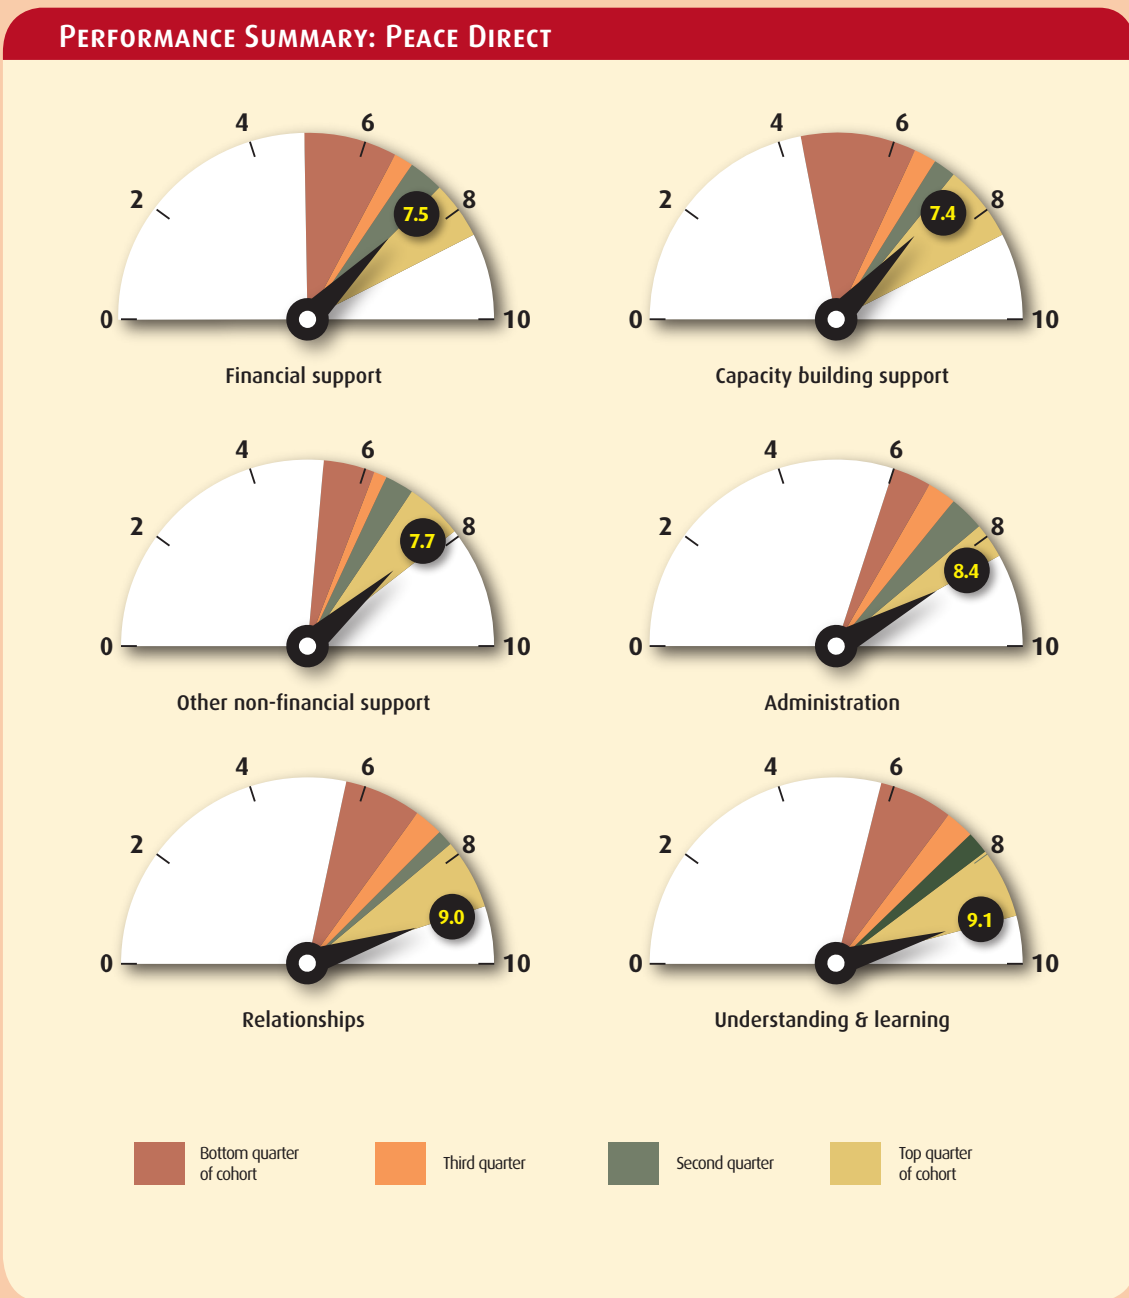 PERFORMANCE SUMMARY: PEACE DIRECT
4 6
2 8
7.5
0 10
Financial support
4 6
2 8
7.4
0 10
Capacity building support
4 6
2 8
7.7
0 10
Other non-financial support
4 6
2 8
8.4
0 10
Administration
4 6
2 8
9.0
0 10
Relationships
4 6
2 8
9.1
0 10
Understanding & learning
Bottom quarter
of cohort
Third quarter
Second quarter
Top quarter
of cohort